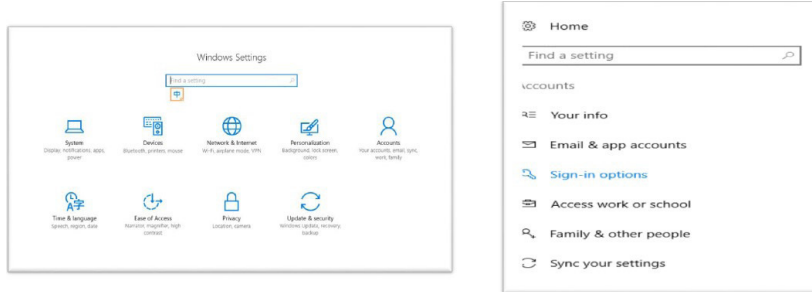 Windows Settings
Find a setting
中
System
Display, notifications, apps,
power
Devices
Bluetooth, printers, mouse
Network & Internet
Wi-Fi, airplane mode, VPN
Personalization
Background, lock screen,
colors
Accounts
Your accounts, email, sync,
work, family
Time & language
Speech, region, date
Ease of Access
Narrator, magnifier, high
contrast
Privacy
Location, camera
Update & security
Windows Update, recovery,
backup
Home
Find a setting
Accounts
Your info
Email & app accounts
Sign-in options
Access work or school
Family & other people
Sync your settings